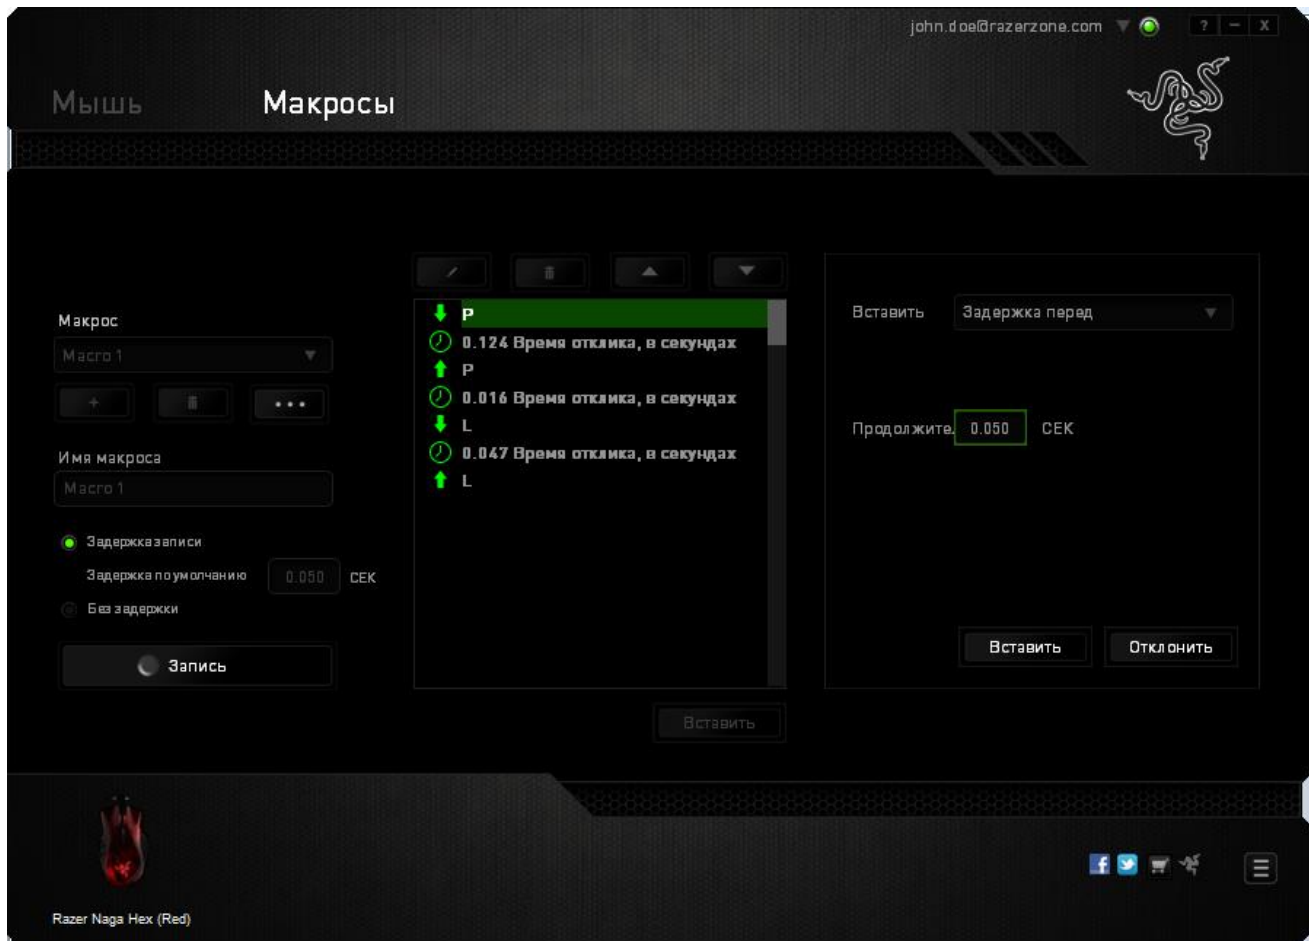 john.doe@razerzone.com
? – X
Мышь
Макросы
Макрос
Macro 1
Имя макроса
Macro 1
Задержка записи
Задержка по умолчанию 0.050 СЕК
Без задержки
Запись
P
0.124 Время отклика, в секундах
P
0.016 Время отклика, в секундах
L
0.047 Время отклика, в секундах
L
Вставить
Вставить Задержка перед
Продолжите. 0.050 СЕК
Вставить
Отклонить
Razer Naga Hex (Red)